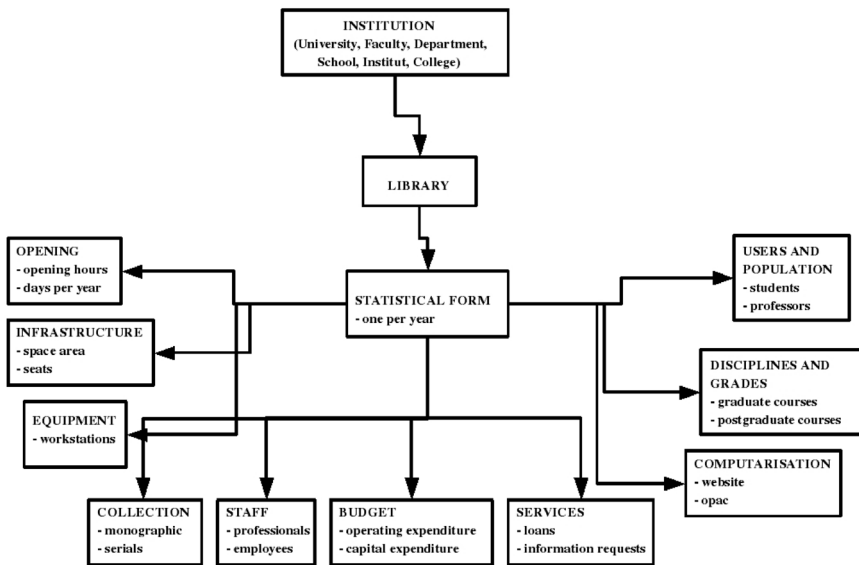 INSTITUTION
(University, Faculty, Department,
School, Institut, College)
LIBRARY
OPENING
- opening hours
- days per year
STATISTICAL FORM
- one per year
USERS AND
POPULATION
- students
- professors
INFRASTRUCTURE
- space area
- seats
DISCIPLINES AND
GRADES
- graduate courses
- postgraduate courses
EQUIPMENT
- workstations
COMPUTARISATION
- website
- opac
COLLECTION
- monographic
- serials
STAFF
- professionals
- employees
BUDGET
- operating expenditure
- capital expenditure
SERVICES
- loans
- information requests